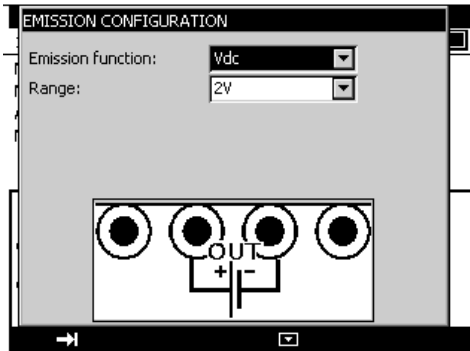 EMISSION CONFIGURATION
Emission function: Vdc
Range: 2V
OUT
+ -